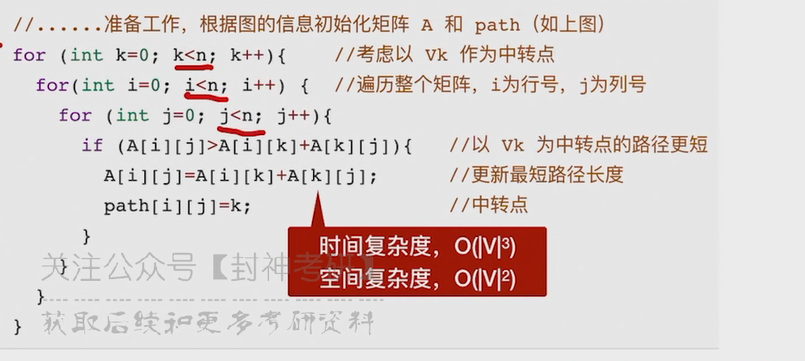 //......准备工作，根据图的信息初始化矩阵 A 和 path（如上图）
for (int k=0; k<n; k++){    //考虑以 Vk 作为中转点
for(int i=0; i<n; i++) {  //遍历整个矩阵，i为行号，j为列号
for (int j=0; j<n; j++){
if (A[i][j]>A[i][k]+A[k][j]){    //以 Vk 为中转点的路径更短
A[i][j]=A[i][k]+A[k][j];    //更新最短路径长度
path[i][j]=k;    //中转点
}
}
}
}
时间复杂度，O(|V|³)
空间复杂度，O(|V|²)
关注公众号【封神考研】
获取后续和更多考研资料